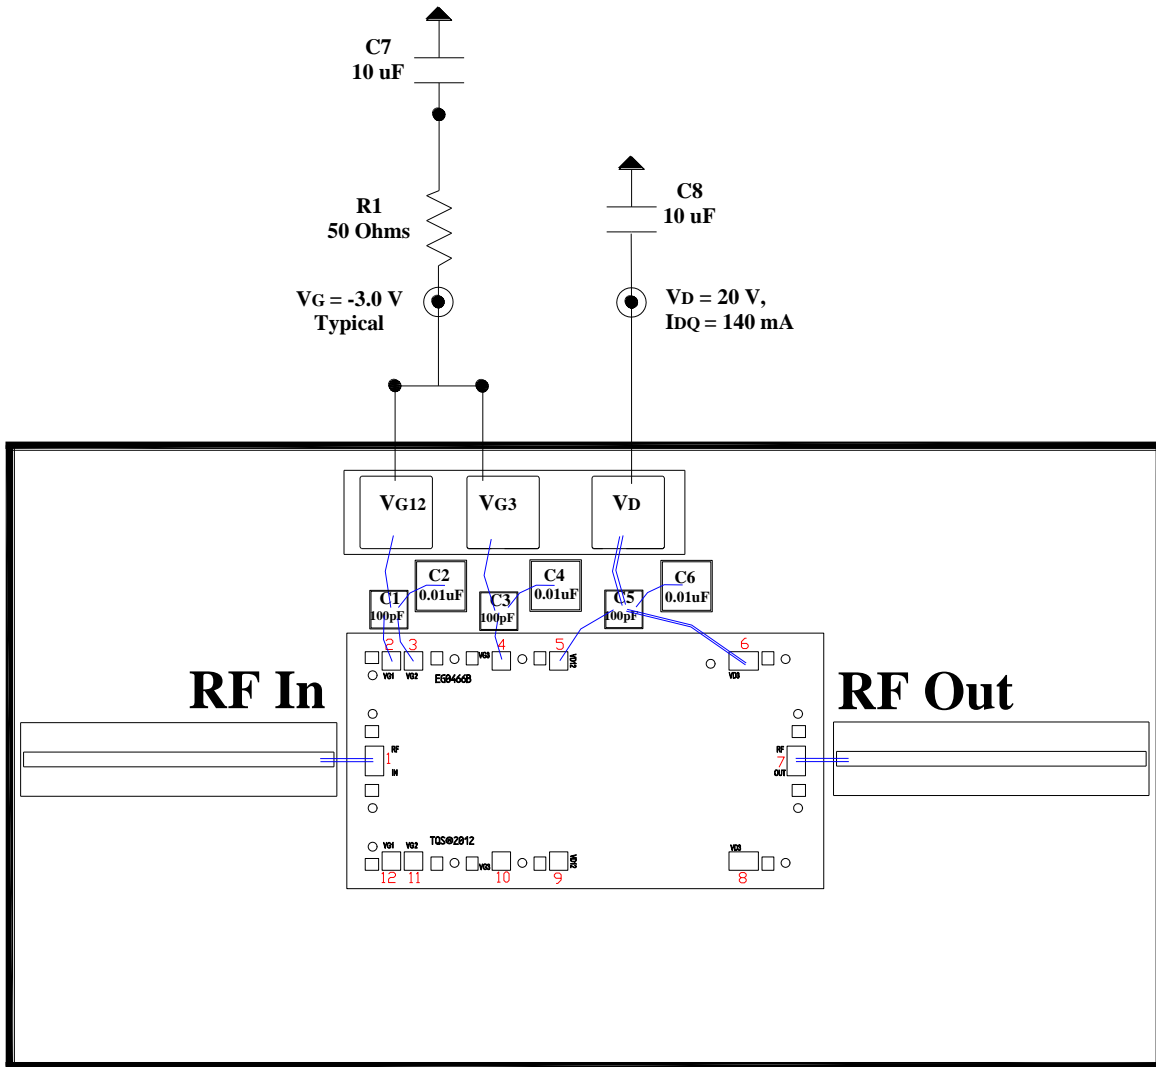 C7
10 uF
C8
10 uF
R1
50 Ohms
VG = -3.0 V
Typical
VD = 20 V,
IDQ = 140 mA
VG12
VG3
VD
C2
0.01uF
C4
0.01uF
C6
0.01uF
C1
100pF
C3
100pF
C5
100pF
2
3
4
5
6
VG1
VG2
VG3
VD12
VD3
EG0466B
RF In
RF Out
RF
1
IN
RF
7
OUT
TQS®2012
VG1
VG2
VG3
VD12
VD3
12
11
10
9
8